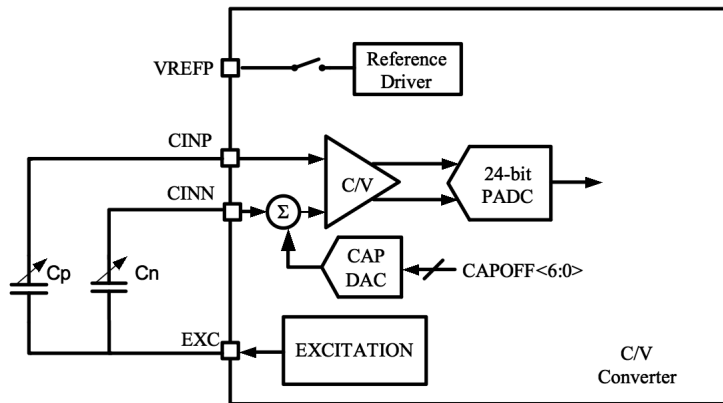 VREFP
Reference
Driver
CINP
CINN
C/V
24-bit
PADC
Σ
CAP
DAC
CAPOFF<6:0>
Cp
Cn
EXC
EXCITATION
C/V
Converter